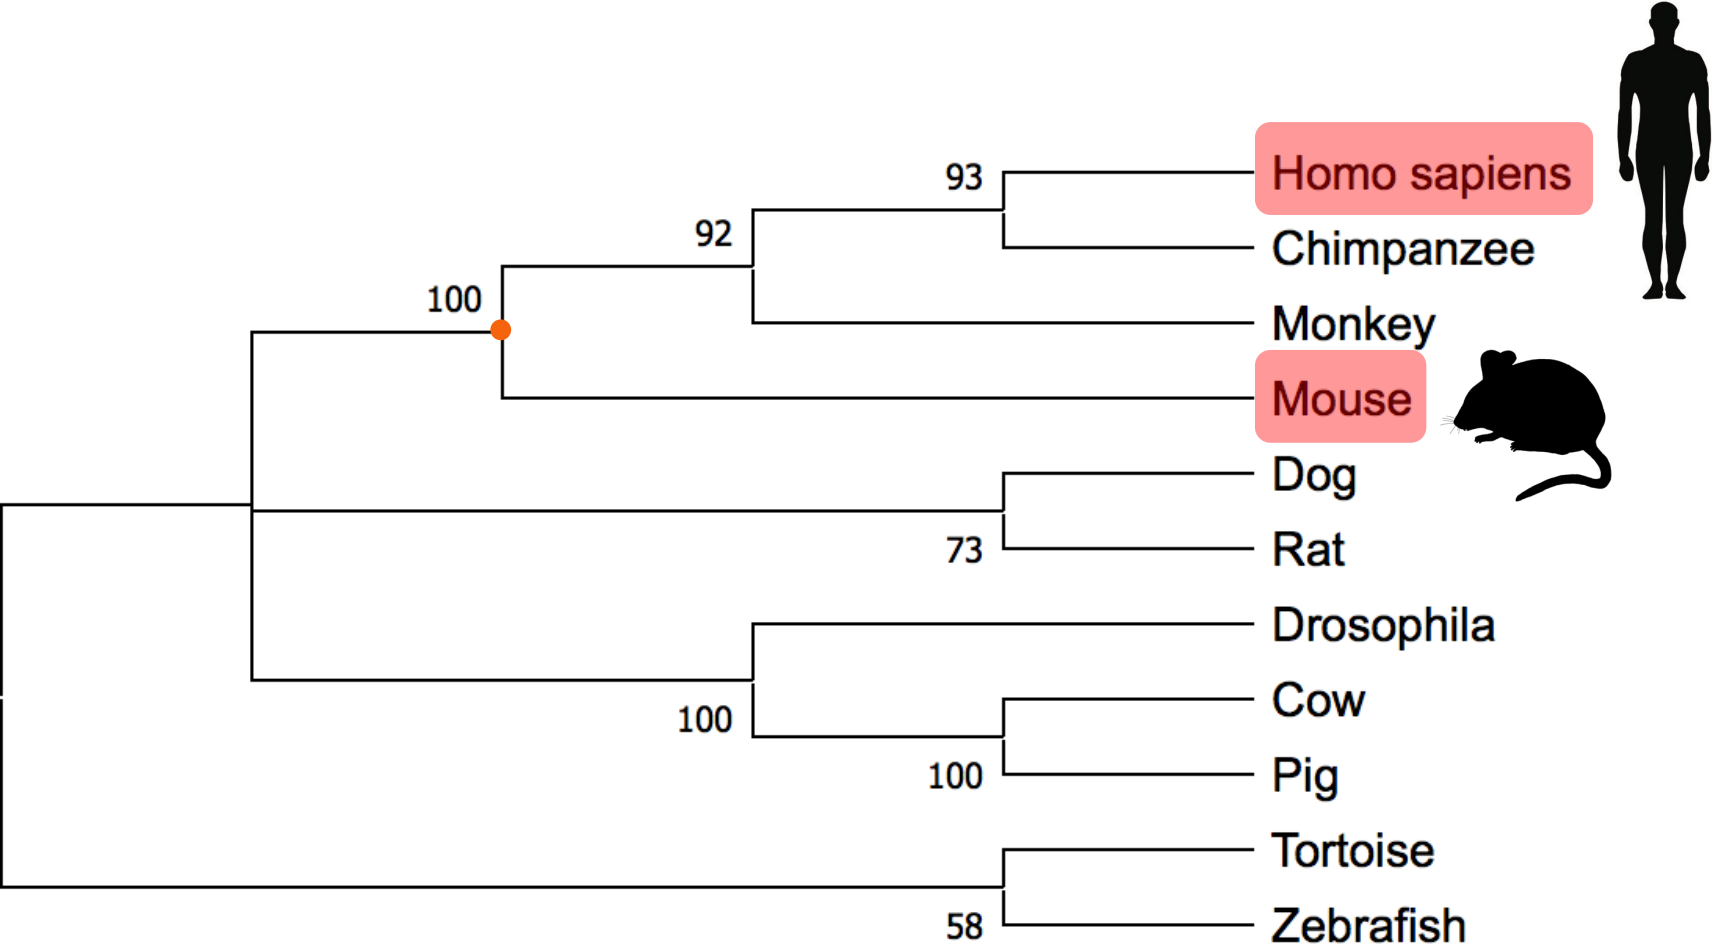 93
Homo sapiens
92
Chimpanzee
100
Monkey
Mouse
Dog
73
Rat
Drosophila
100
Cow
100
Pig
Tortoise
58
Zebrafish